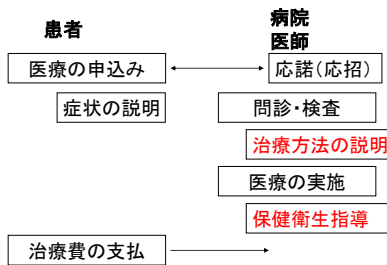 患者
病院
医師
医療の申込み
応諾(応招)
症状の説明
問診・検査
治療方法の説明
医療の実施
保健衛生指導
治療費の支払